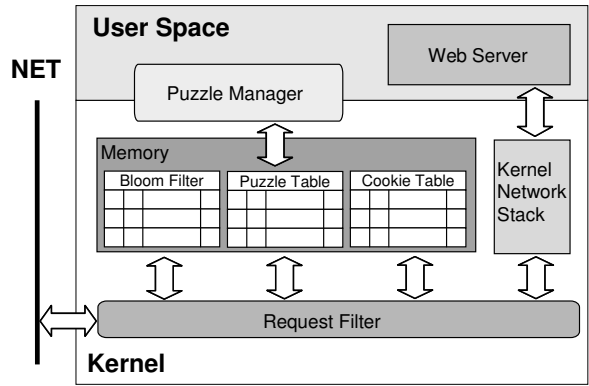 User Space
NET
Web Server
Puzzle Manager
Memory
Bloom Filter
Puzzle Table
Cookie Table
Kernel
Network
Stack
Request Filter
Kernel